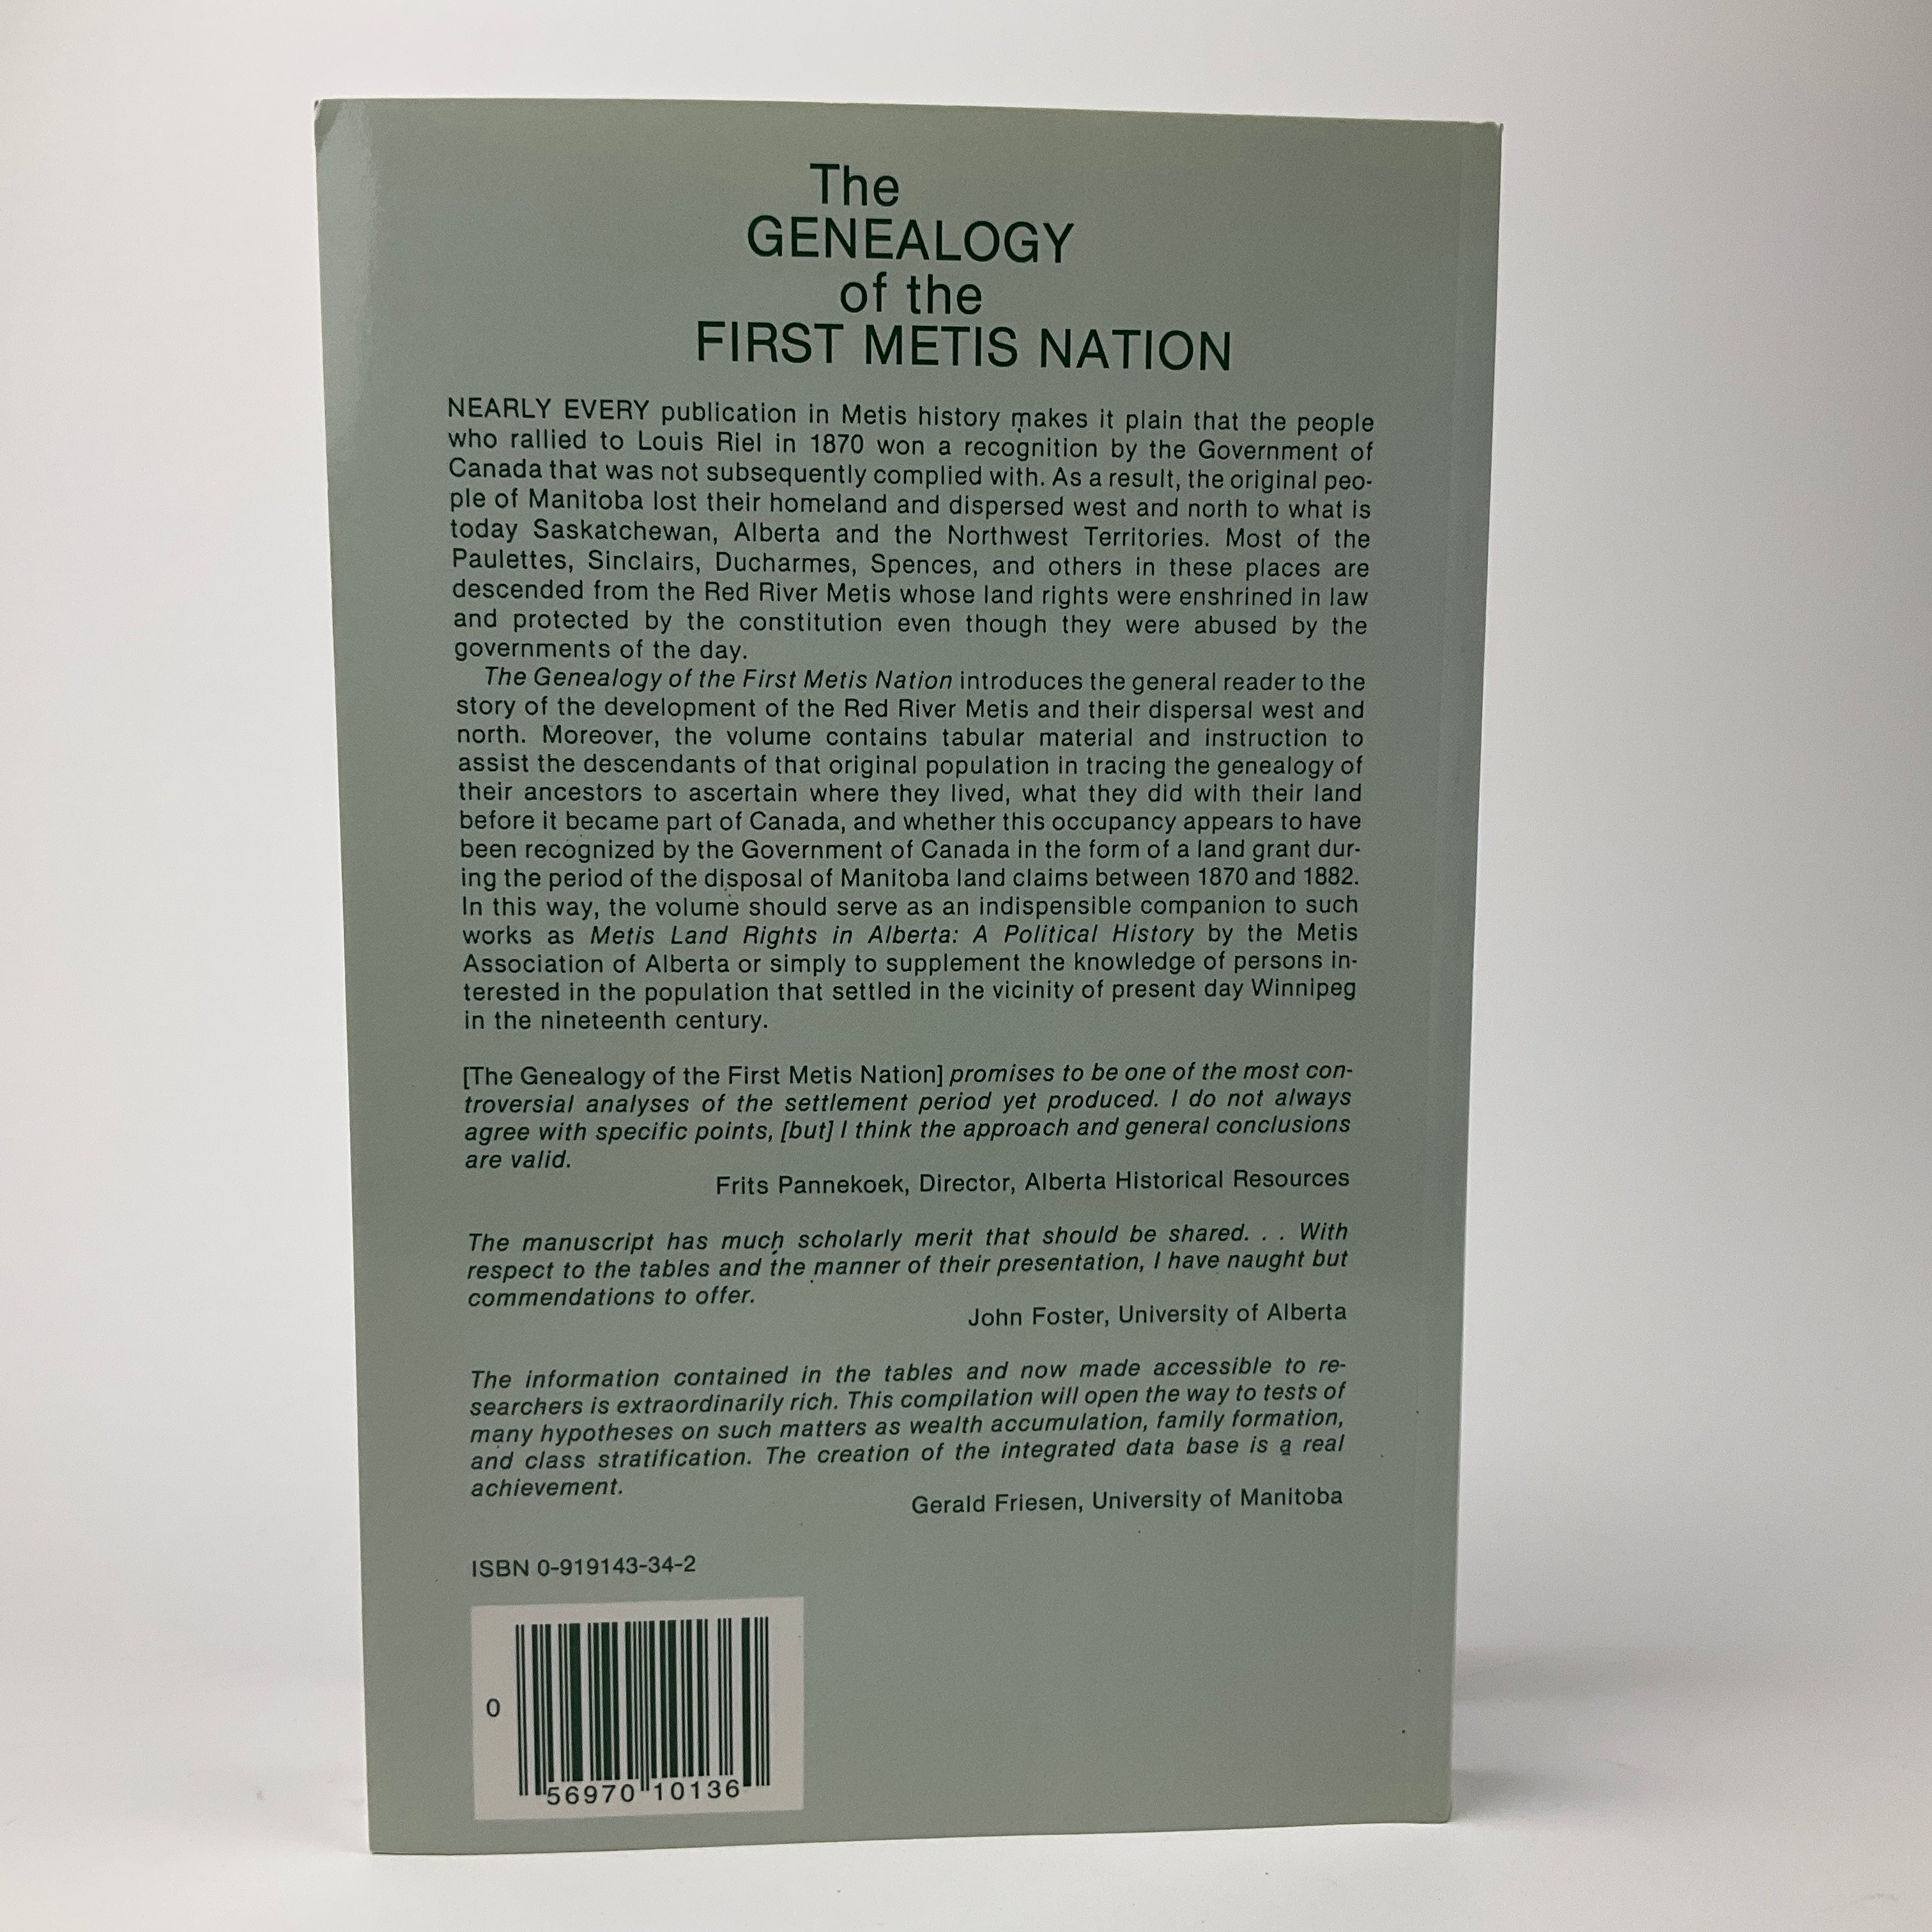 The
GENEALOGY
of the
FIRST METIS NATION
NEARLY EVERY publication in Metis history makes it plain that the people
who rallied to Louis Riel in 1870 won a recognition by the Government of
Canada that was not subsequently complied with. As a result, the original peo-
ple of Manitoba lost their homeland and dispersed west and north to what is
today Saskatchewan, Alberta and the Northwest Territories. Most of the
Paulettes, Sinclairs, Ducharmes, Spences, and others in these places are
descended from the Red River Metis whose land rights were enshrined in law
and protected by the constitution even though they were abused by the
governments of the day.
The Genealogy of the First Metis Nation introduces the general reader to the
story of the development of the Red River Metis and their dispersal west and
north. Moreover, the volume contains tabular material and instruction to
assist the descendants of that original population in tracing the genealogy of
their ancestors to ascertain where they lived, what they did with their land
before it became part of Canada, and whether this occupancy appears to have
been recognized by the Government of Canada in the form of a land grant dur-
ing the period of the disposal of Manitoba land claims between 1870 and 1882.
In this way, the volume should serve as an indispensible companion to such
works as Metis Land Rights in Alberta: A Political History by the Metis
Association of Alberta or simply to supplement the knowledge of persons in-
terested in the population that settled in the vicinity of present day Winnipeg
in the nineteenth century.
[The Genealogy of the First Metis Nation] promises to be one of the most con-
troversial analyses of the settlement period yet produced. I do not always
agree with specific points, [but] I think the approach and general conclusions
are valid.
Frits Pannekoek, Director, Alberta Historical Resources
The manuscript has much scholarly merit that should be shared. . . With
respect to the tables and the manner of their presentation, I have naught but
commendations to offer.
John Foster, University of Alberta
The information contained in the tables and now made accessible to re-
searchers is extraordinarily rich. This compilation will open the way to tests of
many hypotheses on such matters as wealth accumulation, family formation,
and class stratification. The creation of the integrated data base is a real
achievement.
Gerald Friesen, University of Manitoba
ISBN 0-919143-34-2
0 56970 10136